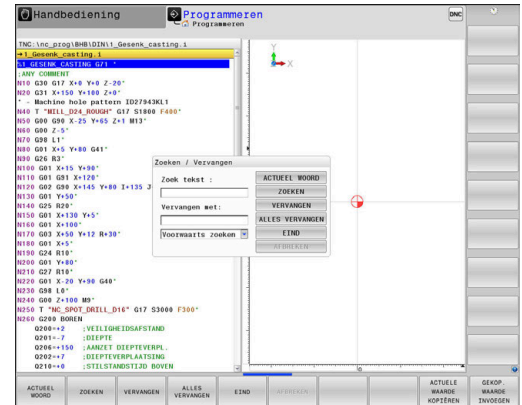 Handbediening
Programmeren
Programmeren
DNC
TNC:\nc_prog\BHB\DIN\1_Gesenk_casting.i
→1_Gesenk_casting.i
%1_GESENK_CASTING G71 *
;ANY COMMENT
N10 G30 G17 X+0 Y+0 Z-20*
N20 G31 X+150 Y+100 Z+0*
* - Machine hole pattern ID27943KL1
N40 T "MILL_D24_ROUGH" G17 S1800 F400*
N50 G00 G90 X-25 Y+65 Z+1 M13*
N60 G00 Z-5*
N70 G98 L1*
N80 G01 X+5 Y+80 G41*
N90 G26 R3*
N100 G01 X+15 Y+90*
N110 G01 G91 X+120*
N120 G02 G90 X+145 Y+80 I+135 J
N130 G01 Y+50*
N140 G25 R20*
N150 G01 X+130 Y+5*
N160 G01 X+100*
N170 G03 X+50 Y+12 R+30*
N180 G01 X+5*
N190 G24 R10*
N200 G01 Y+80*
N210 G27 R10*
N220 G01 X-20 Y+90 G40*
N230 G98 L0*
N240 G00 Z+100 M9*
N250 T "NC_SPOT_DRILL_D16" G17 S3000 F300*
N260 G200 BOREN
Q200=+2 ;VEILIGHEIDSAFSTAND
Q201=-7 ;DIEPTE
Q206=+150 ;AANZET DIEPTEVERPL.
Q202=+7 ;DIEPTEVERPLAATSING
Q210=+0 ;STILSTANDSTIJD BOVEN
Y
X
0
Zoeken / Vervangen
Zoek tekst :
Vervangen met:
Voorwaarts zoeken
ACTUEEL WOORD
ZOEKEN
VERVANGEN
ALLES VERVANGEN
EIND
AFBREKEN
ACTUEEL WOORD
ZOEKEN
VERVANGEN
ALLES VERVANGEN
EIND
AFBREKEN
ACTUELE WAARDE KOPIËREN
GEKOP. WAARDE INVOEGEN